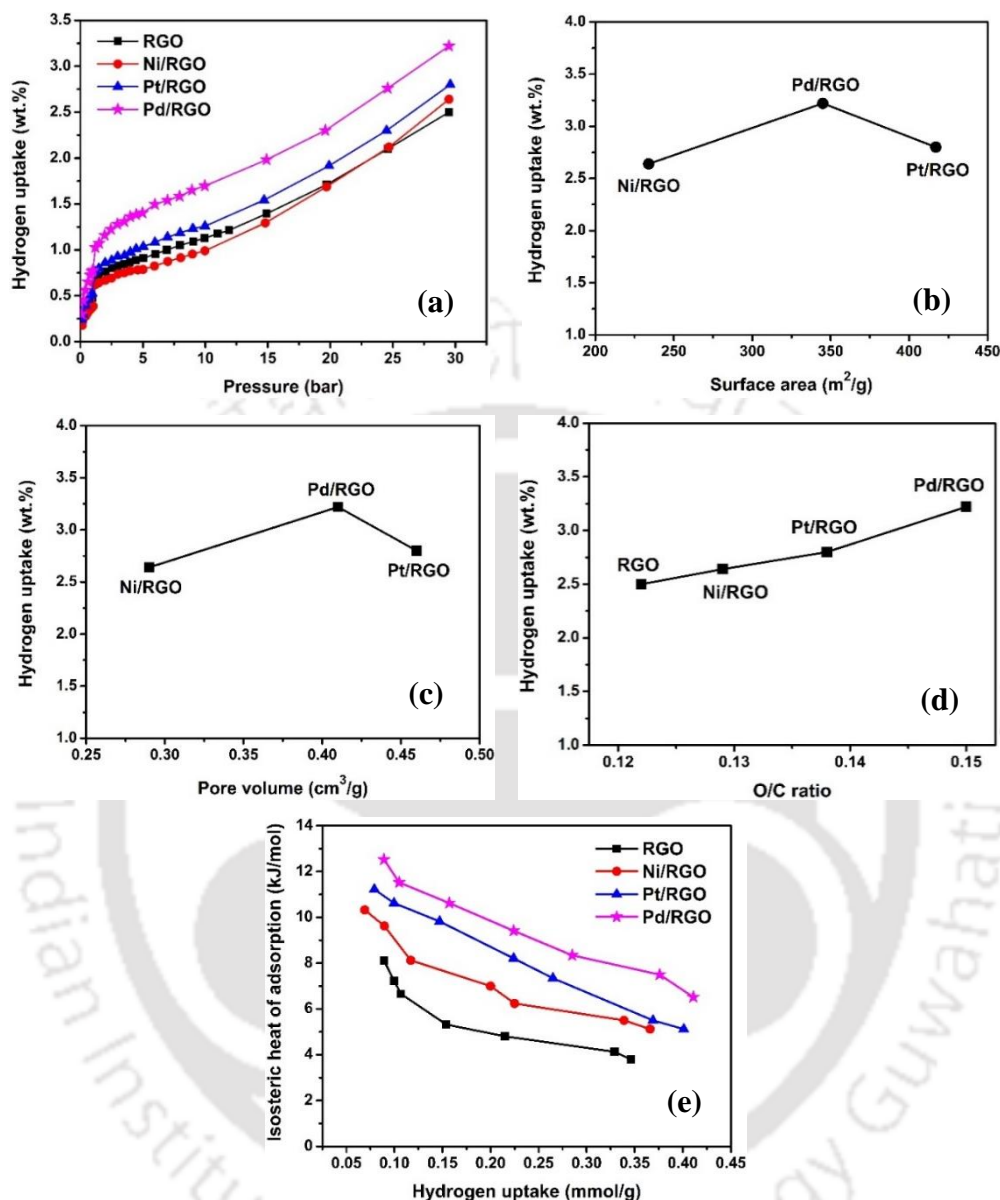 RGO
Ni/RGO
Pt/RGO
Pd/RGO
Hydrogen uptake (wt.%)
3.5
3.0
2.5
2.0
1.5
1.0
0.5
0.0
0 5 10 15 20 25 30
Pressure (bar)
(a)
Hydrogen uptake (wt.%)
4.0
3.5
3.0
2.5
2.0
1.5
1.0
Ni/RGO
Pd/RGO
Pt/RGO
200 250 300 350 400 450
Surface area (m²/g)
(b)
Hydrogen uptake (wt.%)
4.0
3.5
3.0
2.5
2.0
1.5
1.0
Ni/RGO
Pd/RGO
Pt/RGO
0.25 0.30 0.35 0.40 0.45 0.50
Pore volume (cm³/g)
(c)
Hydrogen uptake (wt.%)
4.0
3.5
3.0
2.5
2.0
1.5
1.0
RGO
Ni/RGO
Pt/RGO
Pd/RGO
0.12 0.13 0.14 0.15
O/C ratio
(d)
Isosteric heat of adsorption (kJ/mol)
14
12
10
8
6
4
2
0
RGO
Ni/RGO
Pt/RGO
Pd/RGO
0.05 0.10 0.15 0.20 0.25 0.30 0.35 0.40 0.45
Hydrogen uptake (mmol/g)
(e)
Indian Institu
gy Guwahati